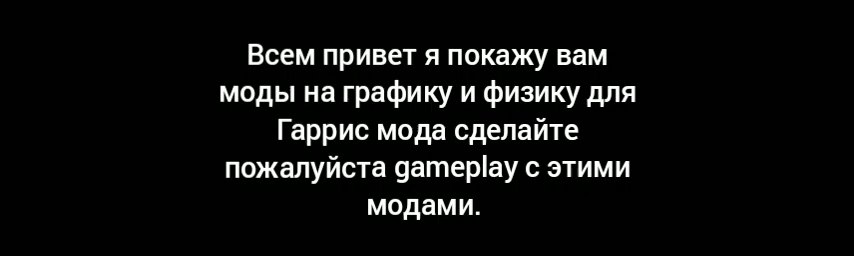 Всем привет я покажу вам
моды на графику и физику для
Гаррис мода сделайте
пожалуйста gameplay с этими
модами.